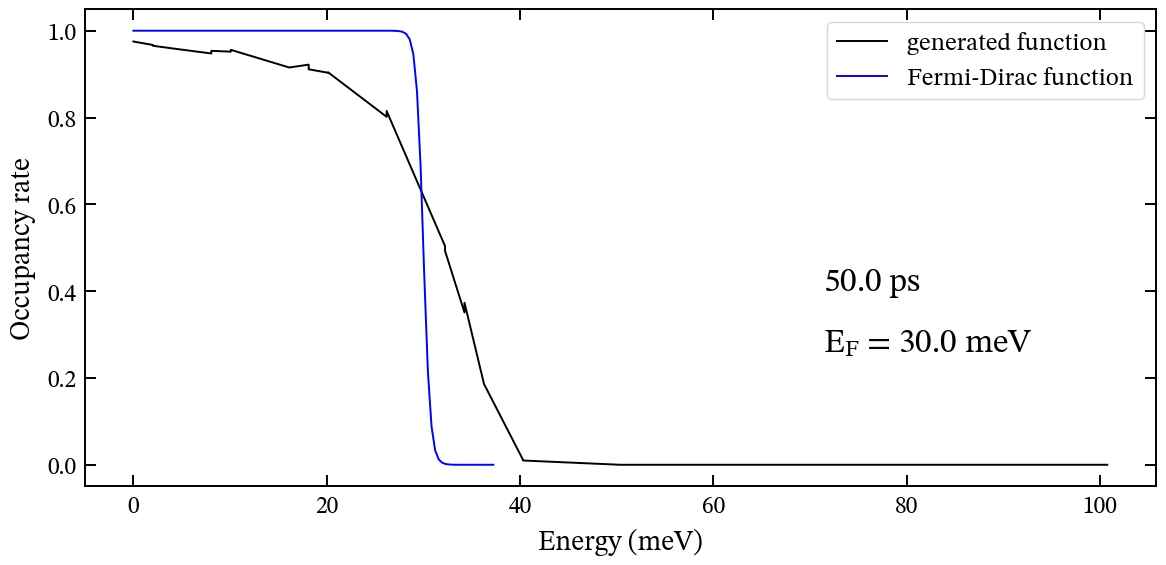 generated function
Fermi-Dirac function
Occupancy rate
1.0
0.8
0.6
0.4
0.2
0.0
50.0 ps
E_F = 30.0 meV
0 20 40 60 80 100
Energy (meV)